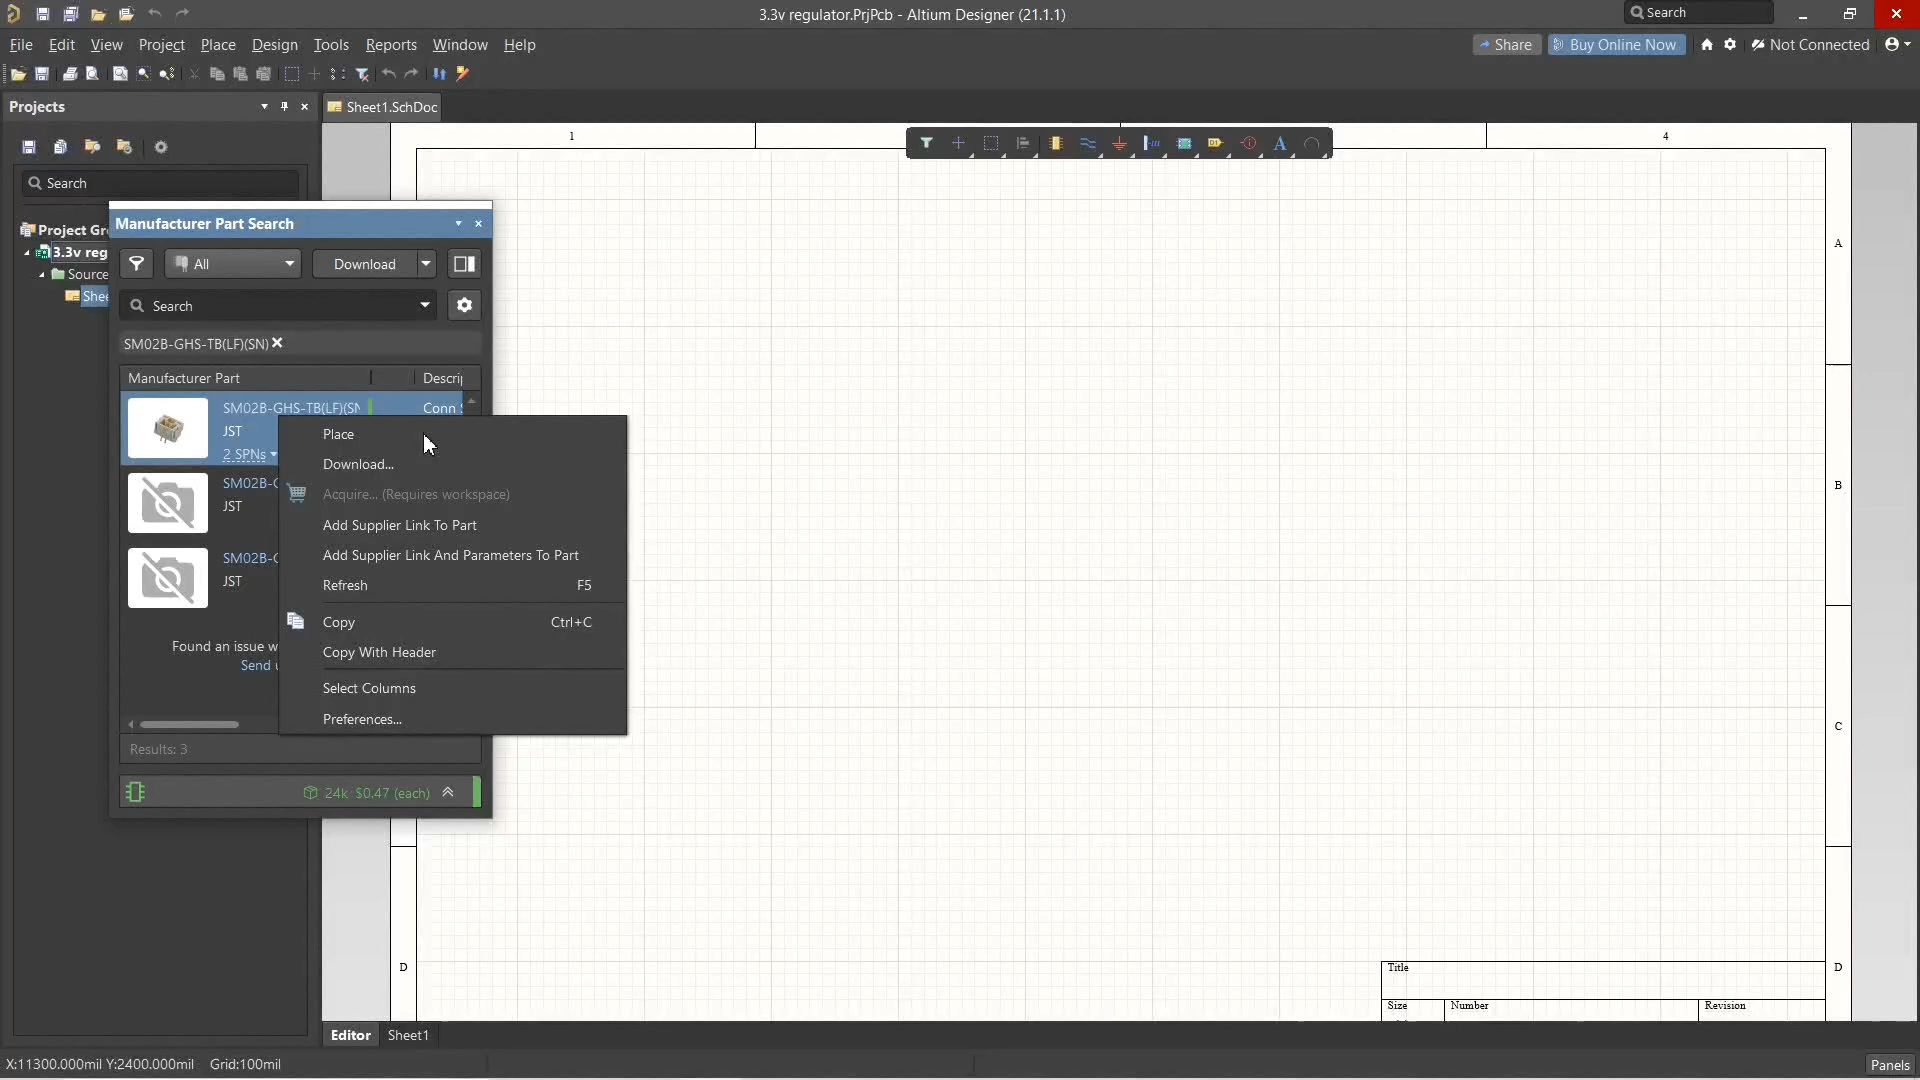 3.3v regulator.PrjPcb - Altium Designer (21.1.1)
Search
File Edit View Project Place Design Tools Reports Window Help
Share
Buy Online Now
Not Connected
Projects
Sheet1.SchDoc
Search
1
4
Project Gr
3.3v reg
Source
Shee
Manufacturer Part Search
All
Download
Search
SM02B-GHS-TB(LF)(SN)
Manufacturer Part
Descri
SM02B-GHS-TB(LF)(SN
Conn
JST
2 SPNs
SM02B-G
JST
SM02B-G
JST
Found an issue w
Send u
Results: 3
24k $0.47 (each)
Place
Download...
Acquire... (Requires workspace)
Add Supplier Link To Part
Add Supplier Link And Parameters To Part
Refresh F5
Copy Ctrl+C
Copy With Header
Select Columns
Preferences...
A
B
C
D
D
Title
Size
Number
Revision
Editor
Sheet1
X:11300.000mil Y:2400.000mil Grid:100mil
Panels